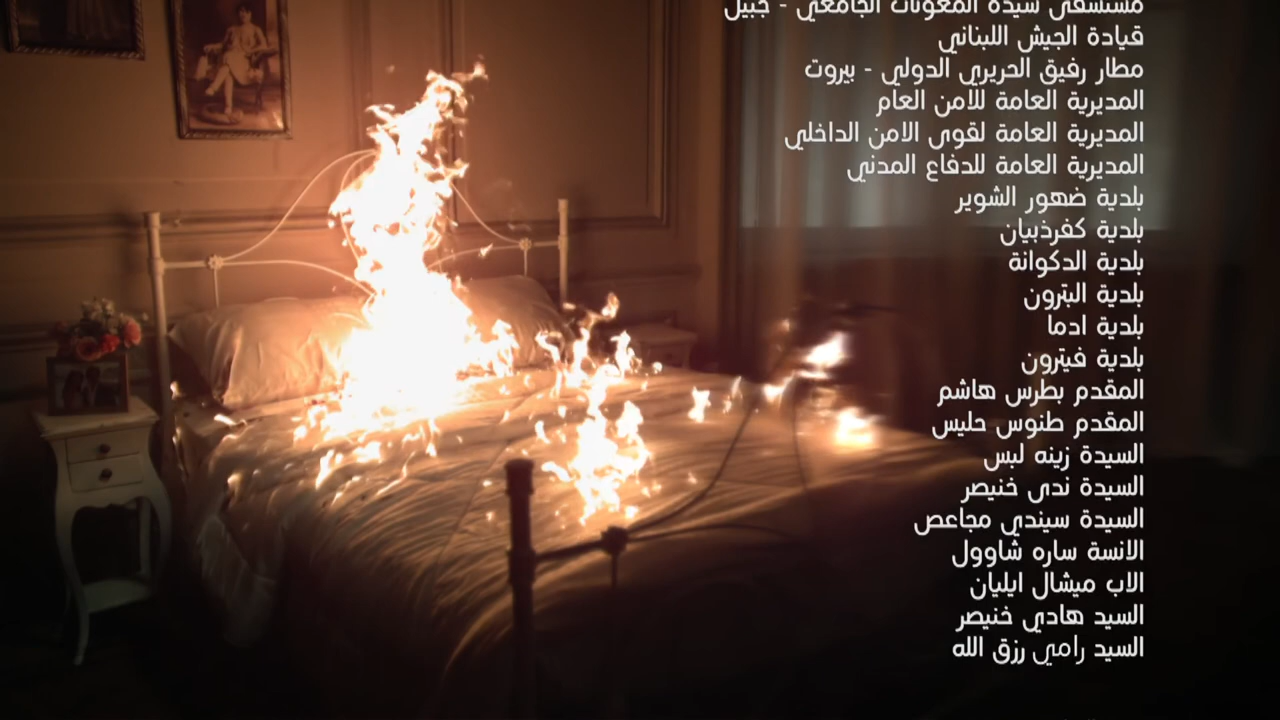 مستشفى سيدة المعونات الجامعي - جبيل
قيادة الجيش اللبناني
مطار رفيق الحريري الدولي - بيروت
المديرية العامة للامن العام
المديرية العامة لقوى الامن الداخلي
المديرية العامة للدفاع المدني
بلدية ضهور الشوير
بلدية كفرذبيان
بلدية الدكوانة
بلدية البترون
بلدية ادما
بلدية فيترون
المقدم بطرس هاشم
المقدم طنوس حليس
السيدة زينه لبس
السيدة ندى خنيصر
السيدة سيندي مجاعص
الانسة ساره شاوول
الاب ميشال ايليان
السيد هادي خنيصر
السيد رامي رزق الله